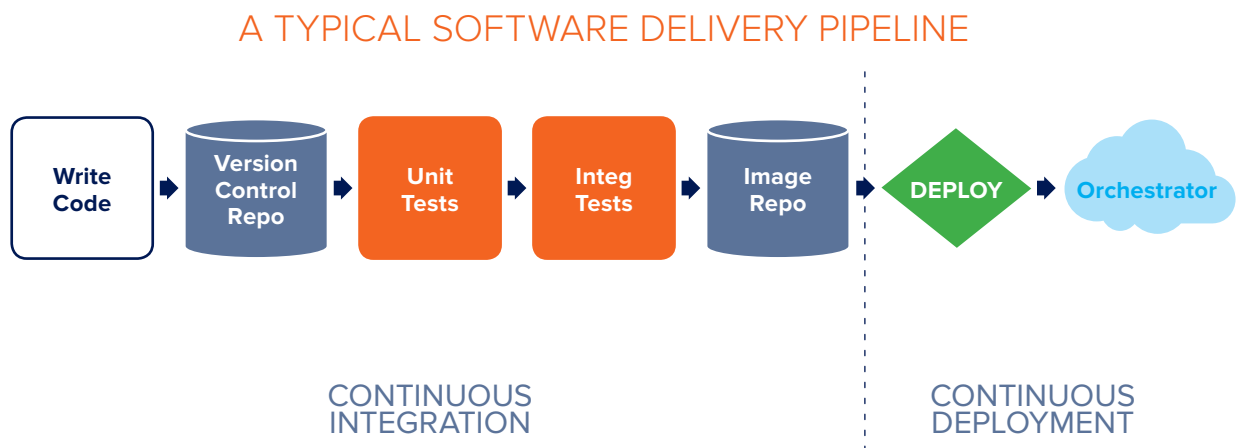 A TYPICAL SOFTWARE DELIVERY PIPELINE
Write
Code
Version
Control
Repo
Unit
Tests
Integ
Tests
Image
Repo
DEPLOY
Orchestrator
CONTINUOUS
INTEGRATION
CONTINUOUS
DEPLOYMENT